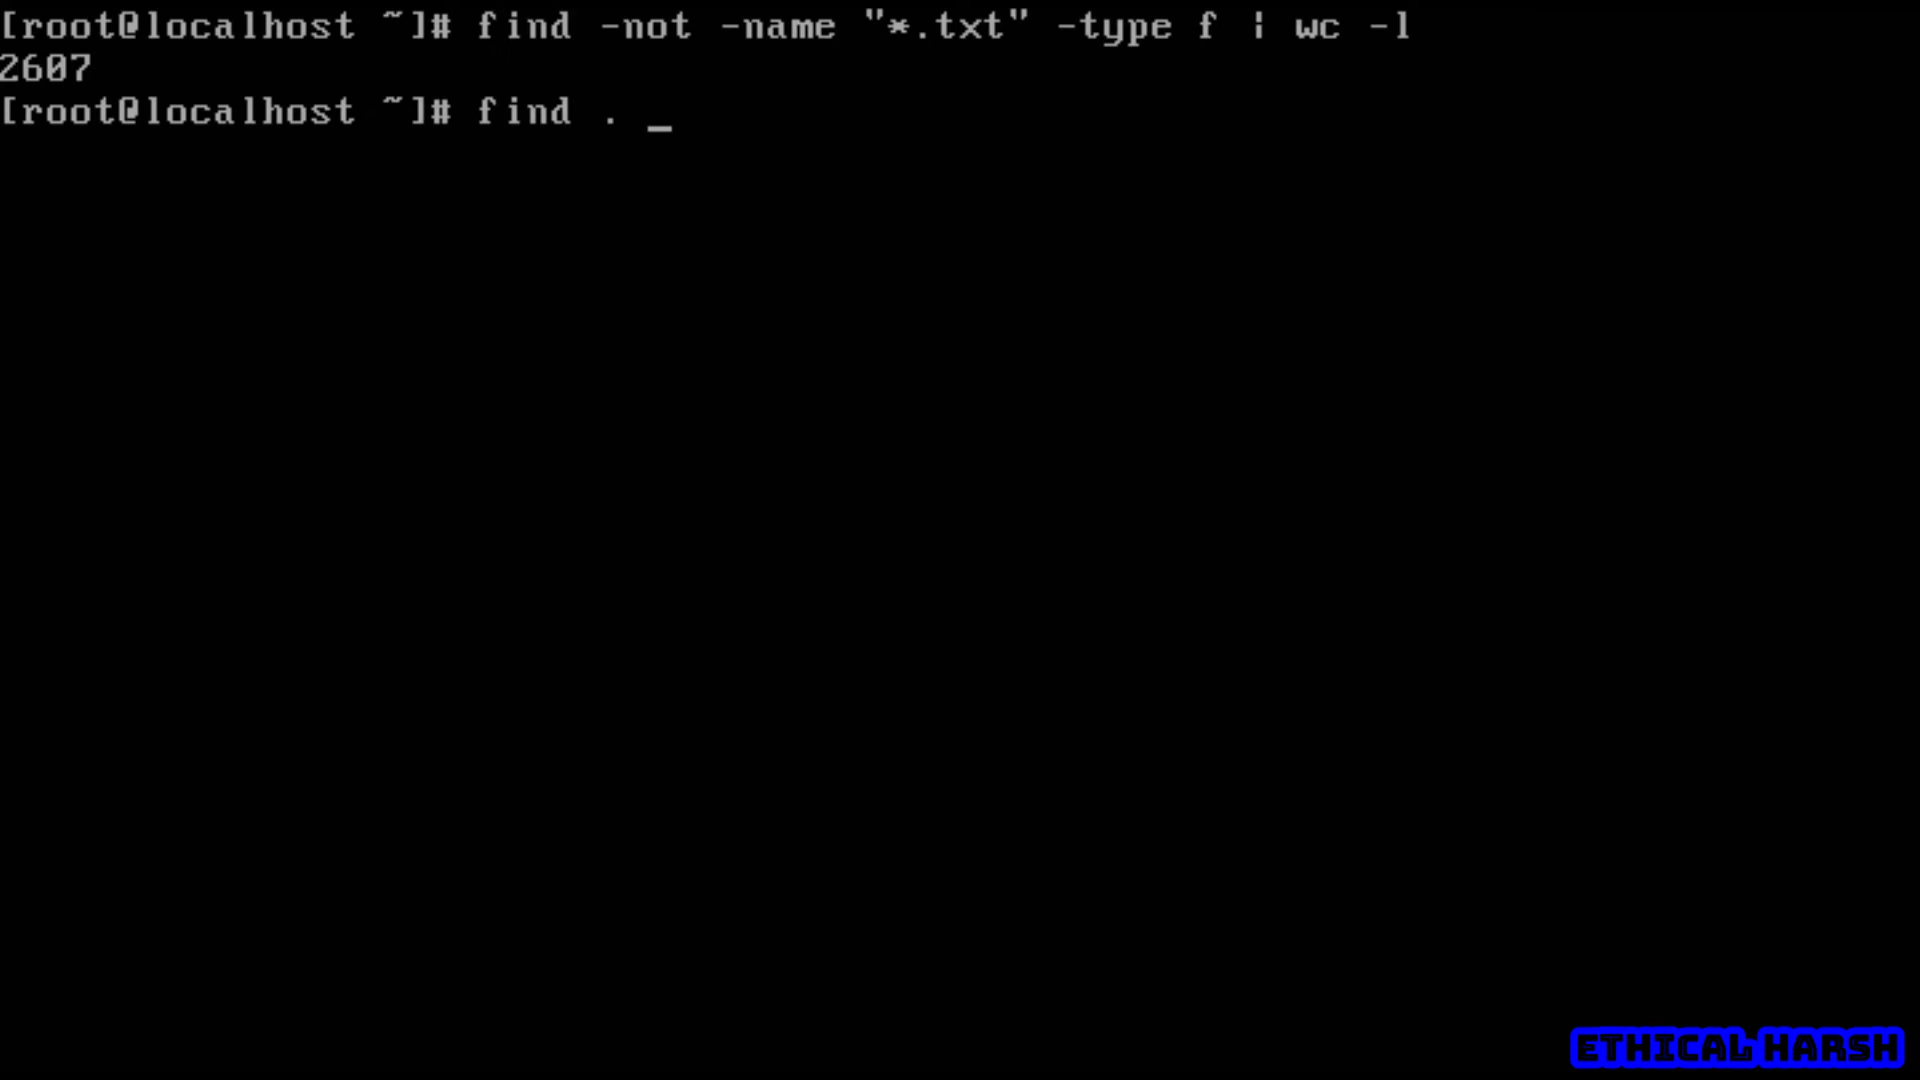 [root@localhost ~]# find -not -name "*.txt" -type f | wc -l
2607
[root@localhost ~]# find . _
ETHICAL HARSH